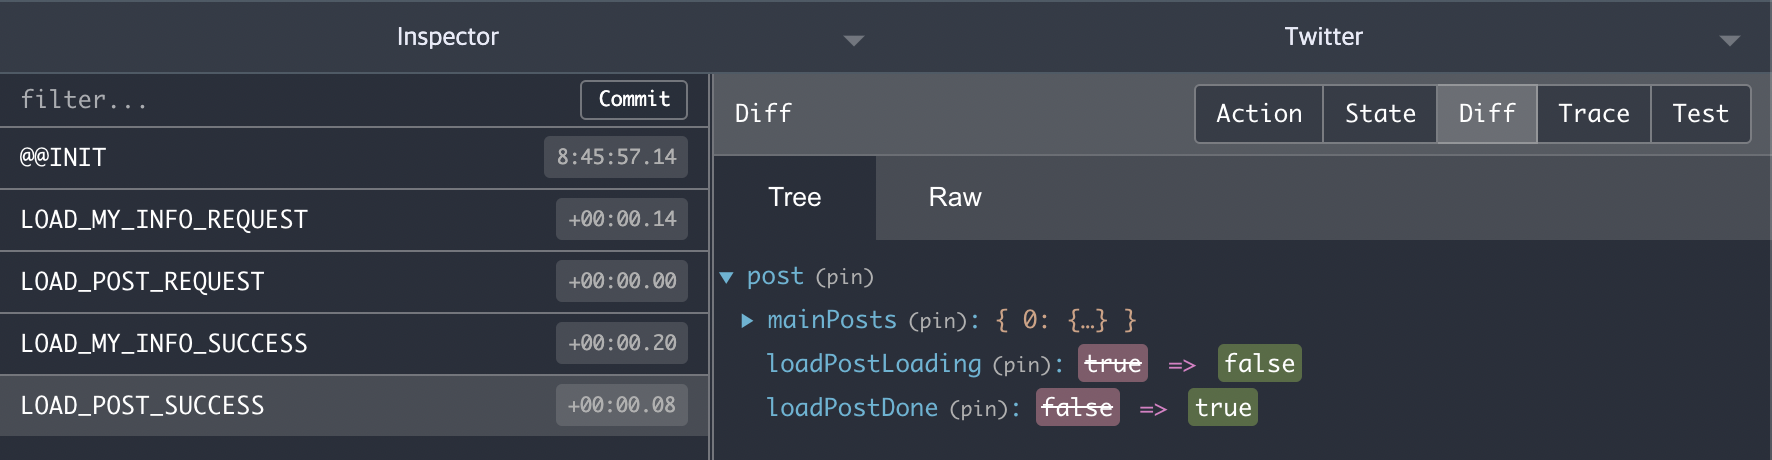 Inspector
Twitter
filter...
Commit
@@INIT 8:45:57.14
LOAD_MY_INFO_REQUEST +00:00.14
LOAD_POST_REQUEST +00:00.00
LOAD_MY_INFO_SUCCESS +00:00.20
LOAD_POST_SUCCESS +00:00.08
Diff
Action State Diff Trace Test
Tree Raw
post (pin)
mainPosts (pin): { 0: {…} }
loadPostLoading (pin): true => false
loadPostDone (pin): false => true